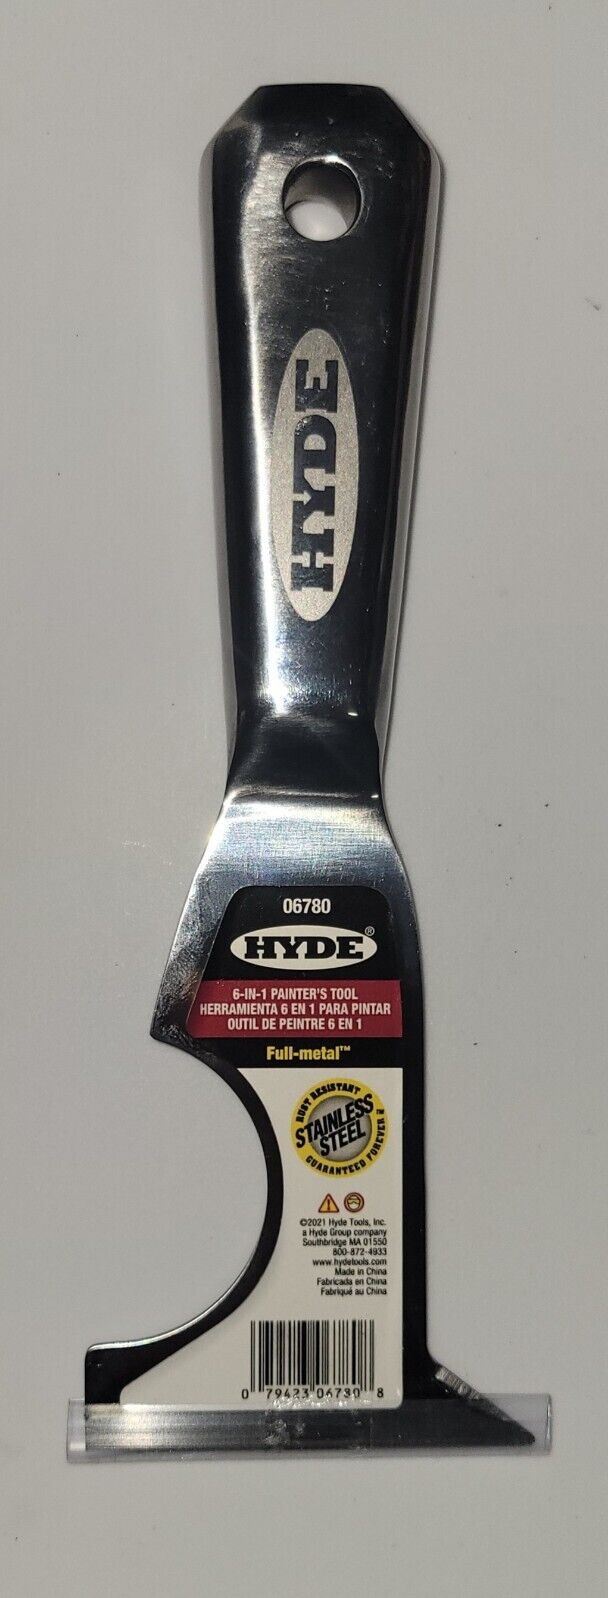 HYDE
06780
HYDE®
6-IN-1 PAINTER'S TOOL
HERRAMIENTA 6 EN 1 PARA PINTAR
OUTIL DE PEINTRE 6 EN 1
Full-metal™
RUST RESISTANT
STAINLESS
STEEL
GUARANTEED FOREVER
©2021 Hyde Tools, Inc.
a Hyde Group company
Southbridge MA 01550
800-872-4933
www.hydetools.com
Made in China
Fabricada en China
Fabriqué au China
0 79423 06780 8